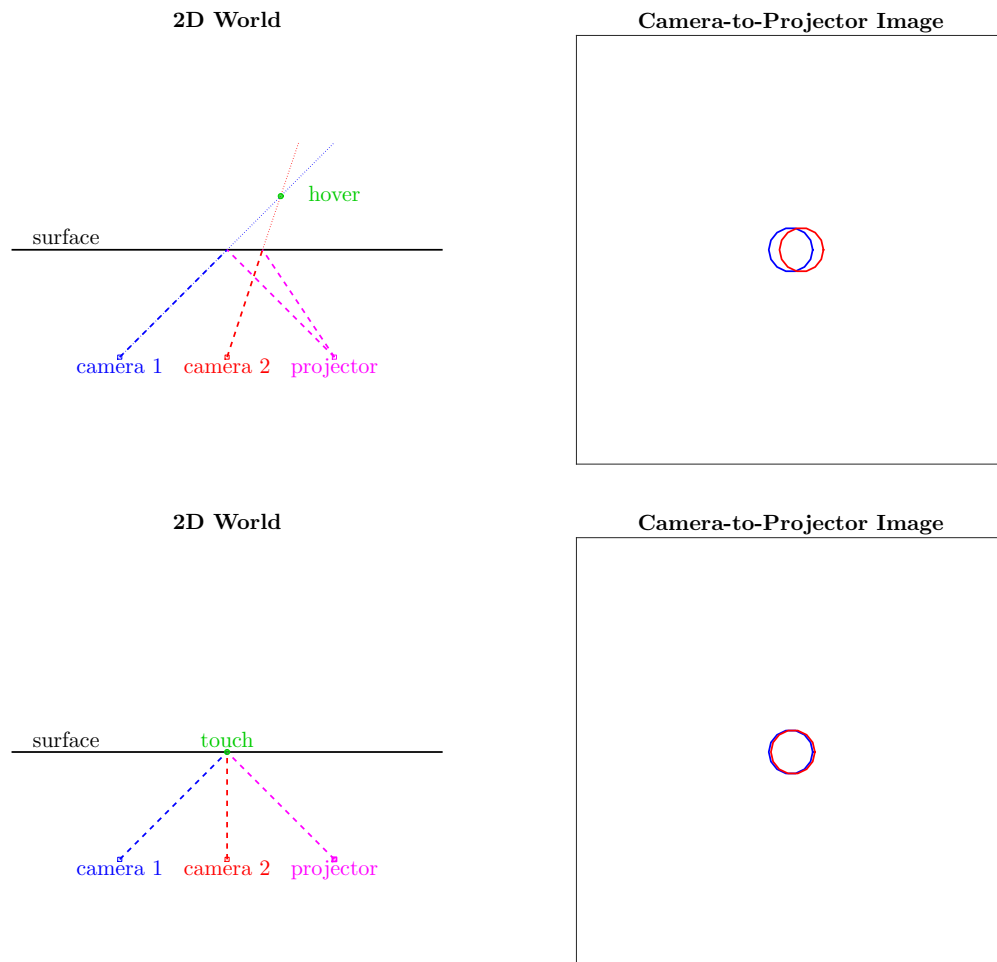 2D World
Camera-to-Projector Image
hover
surface
camera 1
camera 2
projector
2D World
Camera-to-Projector Image
surface
touch
camera 1
camera 2
projector